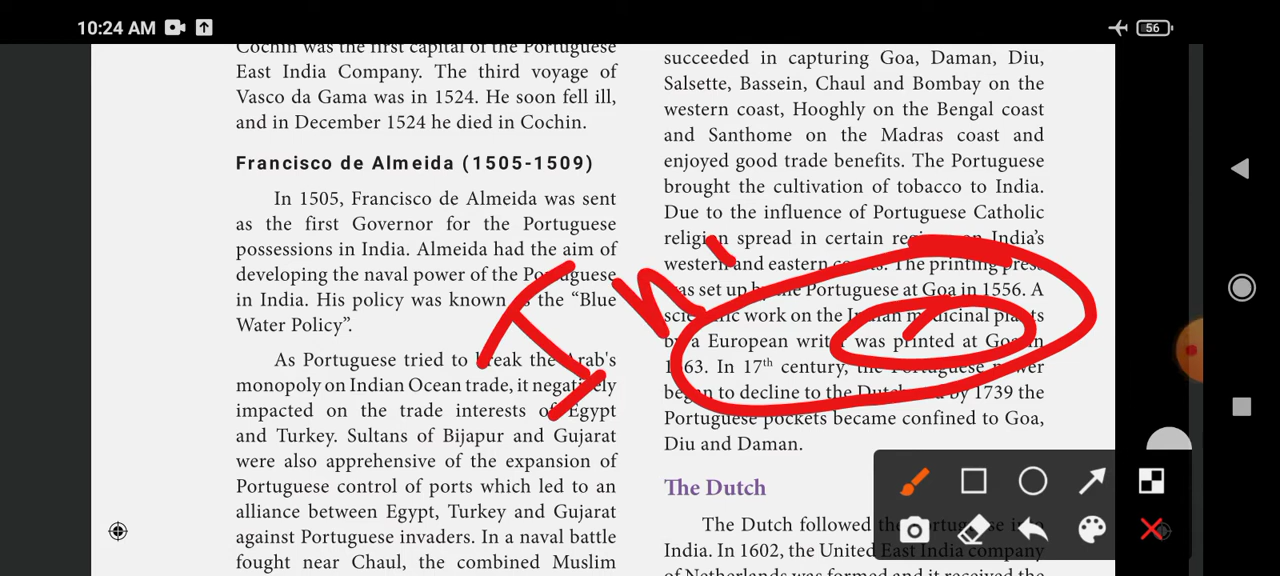 10:24 AM
56
Cochin was the first capital of the Portuguese
East India Company. The third voyage of
Vasco da Gama was in 1524. He soon fell ill,
and in December 1524 he died in Cochin.
Francisco de Almeida (1505-1509)
In 1505, Francisco de Almeida was sent
as the first Governor for the Portuguese
possessions in India. Almeida had the aim of
developing the naval power of the Portuguese
in India. His policy was known as the “Blue
Water Policy”.
As Portuguese tried to break the Arab's
monopoly on Indian Ocean trade, it negatively
impacted on the trade interests of Egypt
and Turkey. Sultans of Bijapur and Gujarat
were also apprehensive of the expansion of
Portuguese control of ports which led to an
alliance between Egypt, Turkey and Gujarat
against Portuguese invaders. In a naval battle
fought near Chaul, the combined Muslim
succeeded in capturing Goa, Daman, Diu,
Salsette, Bassein, Chaul and Bombay on the
western coast, Hooghly on the Bengal coast
and Santhome on the Madras coast and
enjoyed good trade benefits. The Portuguese
brought the cultivation of tobacco to India.
Due to the influence of Portuguese Catholic
religion spread in certain regions on India’s
western and eastern coasts. The printing press
was set up by the Portuguese at Goa in 1556. A
scientific work on the Indian medicinal plants
by a European writer was printed at Goa in
1563. In 17th century, the Portuguese power
began to decline to the Dutch and by 1739 the
Portuguese pockets became confined to Goa,
Diu and Daman.
The Dutch
The Dutch followed the Portuguese into
India. In 1602, the United East India company
of Netherlands was formed and it received the